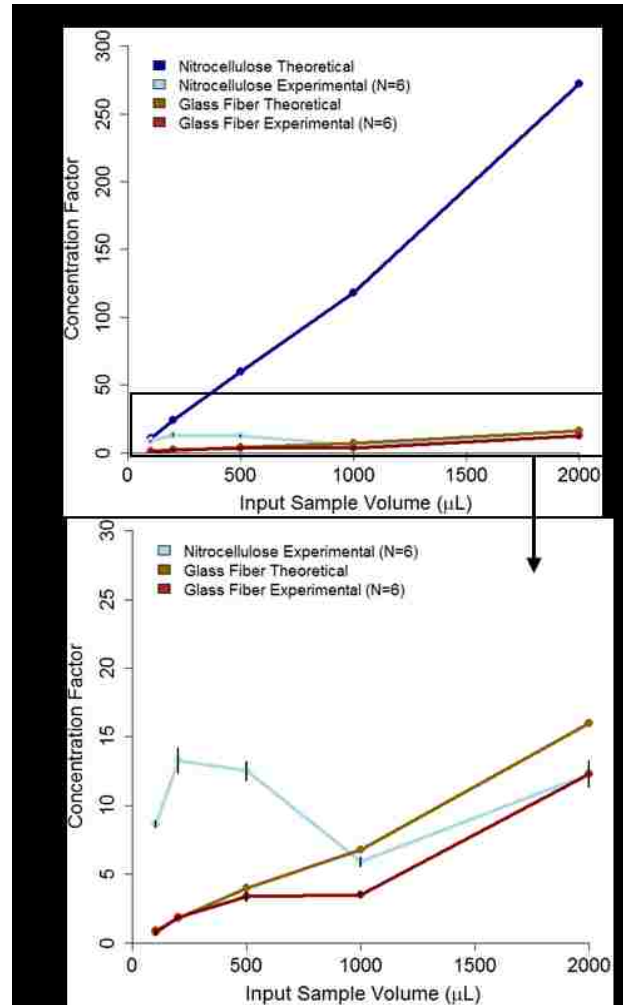 300
250
200
150
100
50
0
Concentration Factor
Nitrocellulose Theoretical
Nitrocellulose Experimental (N=6)
Glass Fiber Theoretical
Glass Fiber Experimental (N=6)
0 500 1000 1500 2000
Input Sample Volume (µL)
30
25
20
15
10
5
0
Concentration Factor
Nitrocellulose Experimental (N=6)
Glass Fiber Theoretical
Glass Fiber Experimental (N=6)
0 500 1000 1500 2000
Input Sample Volume (µL)